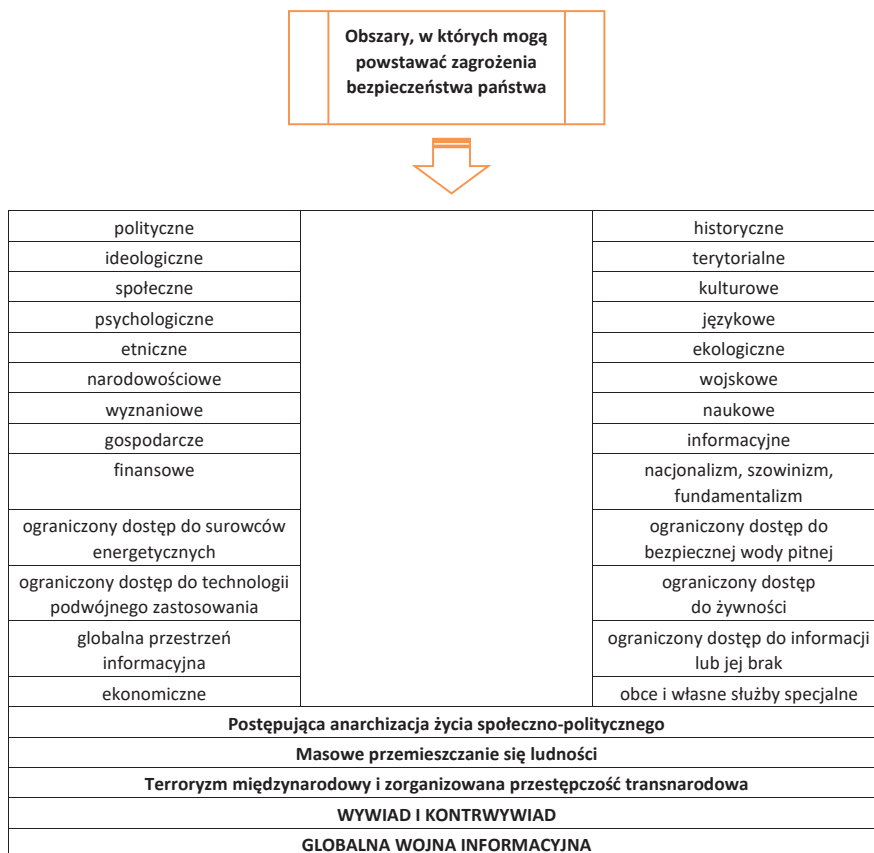 Obszary, w których mogą
powstawać zagrożenia
bezpieczeństwa państwa
polityczne
historyczne
ideologiczne
terytorialne
społeczne
kulturowe
psychologiczne
językowe
etniczne
ekologiczne
narodowościowe
wojskowe
wyznaniowe
naukowe
gospodarcze
informacyjne
finansowe
nacjonalizm, szowinizm,
fundamentalizm
ograniczony dostęp do surowców
energetycznych
ograniczony dostęp do
bezpiecznej wody pitnej
ograniczony dostęp do technologii
podwójnego zastosowania
ograniczony dostęp
do żywności
globalna przestrzeń
informacyjna
ograniczony dostęp do informacji
lub jej brak
ekonomiczne
obce i własne służby specjalne
Postępująca anarchizacja życia społeczno-politycznego
Masowe przemieszczanie się ludności
Terroryzm międzynarodowy i zorganizowana przestępczość transnarodowa
WYWIAD I KONTRWYWIAD
GLOBALNA WOJNA INFORMACYJNA